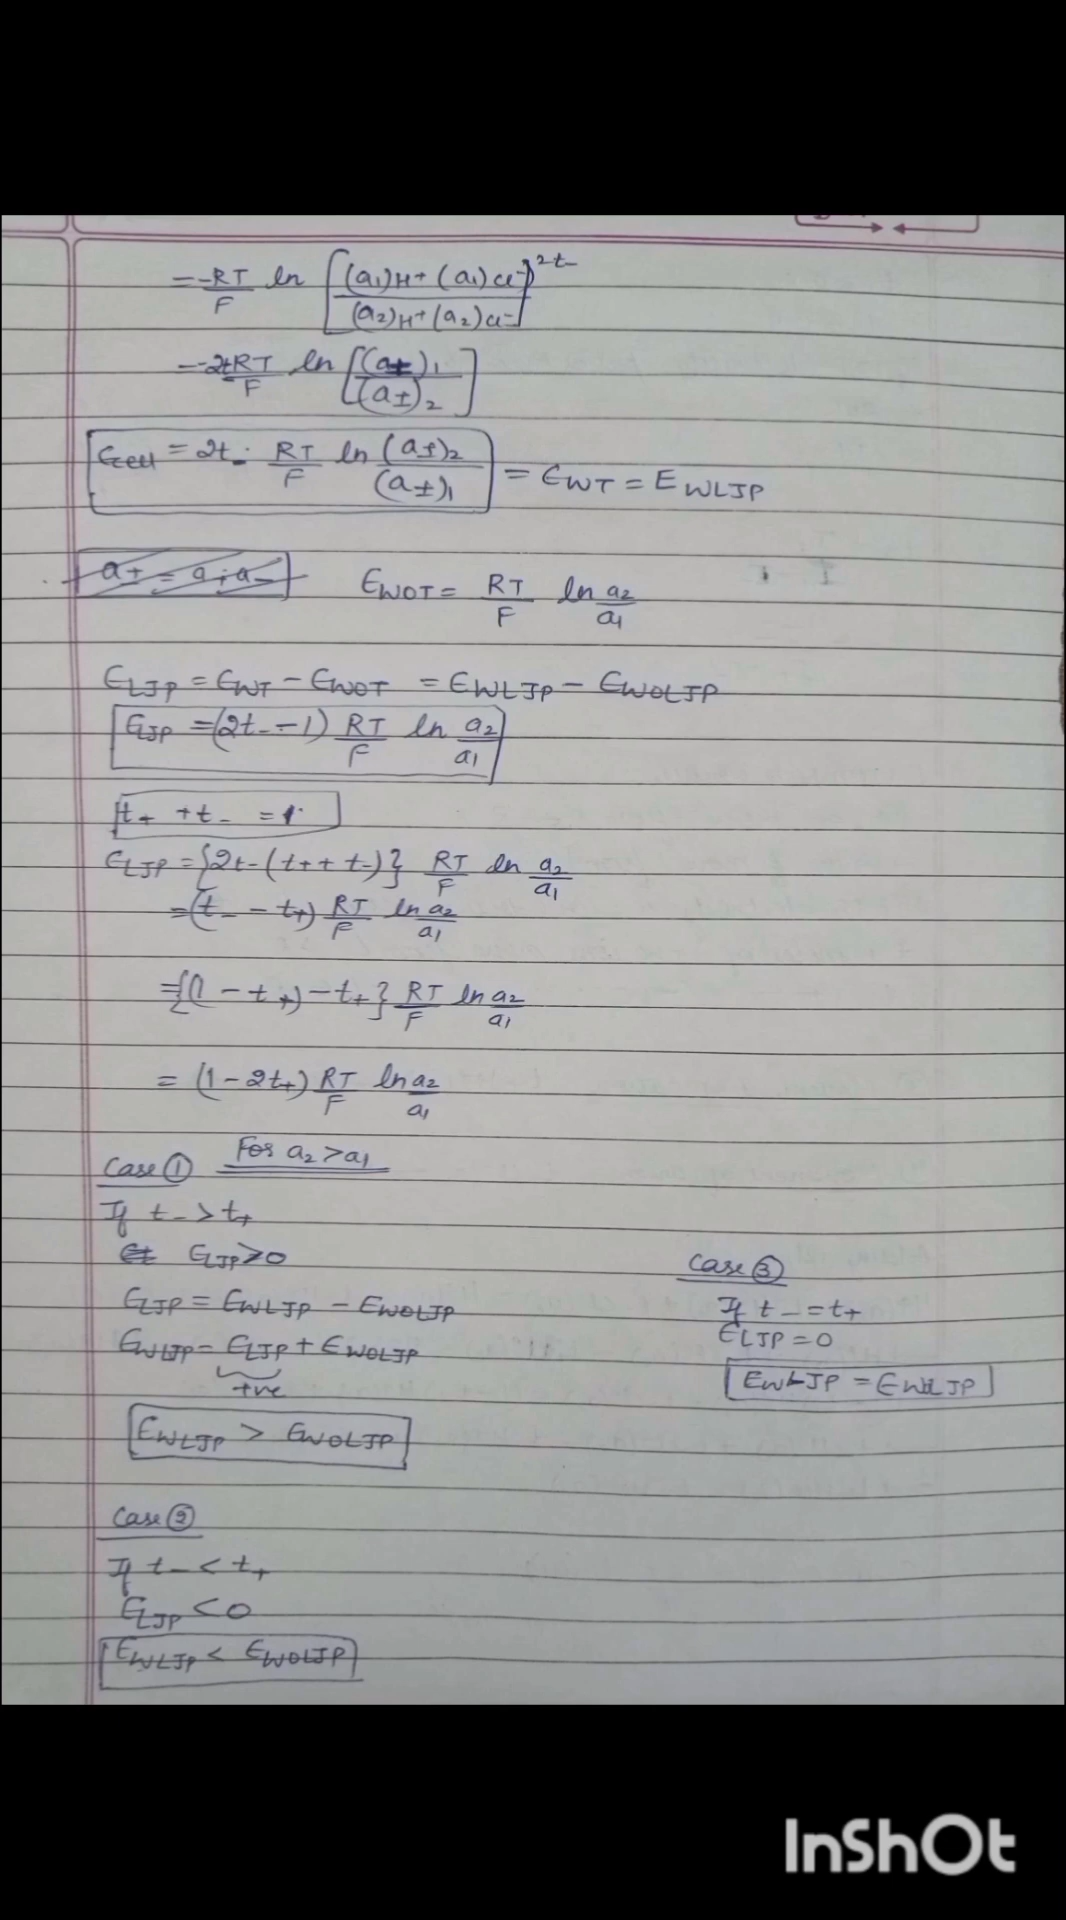 = -RT/F ln [(a₁)H+ (a₁)Cl- / (a₂)H+ (a₂)Cl-]^2t-
= -2t-RT/F ln [(a±)₁ / (a±)₂]
Ecell = 2t- . RT/F ln (a±)₂/(a±)₁ = EWT = EWLJP
a± = a+a-
EWOT = RT/F ln a₂/a₁
ELJP = EWT - EWOT = EWLJP - EWOLJP
ELJP = (2t- - 1) RT/F ln a₂/a₁
t+ + t- = 1
ELJP = {2t- (t+ + t-)} RT/F ln a₂/a₁
= (t- - t+) RT/F ln a₂/a₁
= {(1 - t+) - t+} RT/F ln a₂/a₁
= (1 - 2t+) RT/F ln a₂/a₁
Case ① For a₂ > a₁
If t- > t+
ELJP > 0
ELJP = EWLJP - EWOLJP
EWLJP = ELJP + EWOLJP
+ve
EWLJP > EWOLJP
Case ②
If t- < t+
ELJP < 0
EWLJP < EWOLJP
Case ③
If t- = t+
ELJP = 0
EWLJP = EWOLJP
InShOt